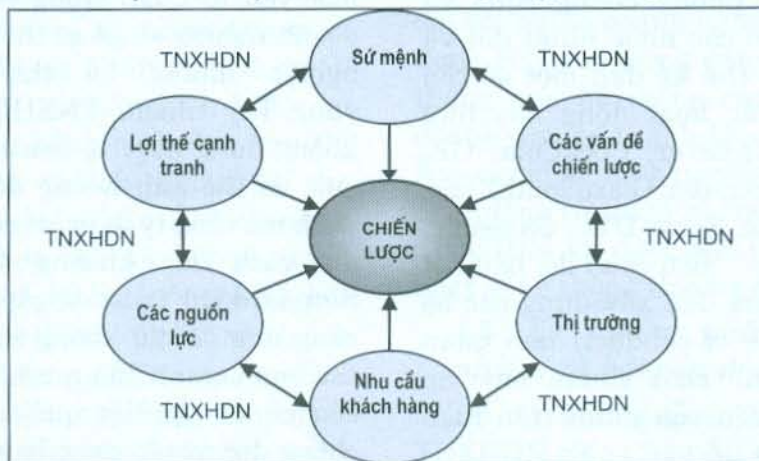 TNXHDN
Sứ mệnh
TNXHDN
Lợi thế cạnh
tranh
Các vấn đề
chiến lược
CHIẾN
LƯỢC
TNXHDN
TNXHDN
Các nguồn
lực
Thị trường
Nhu cầu
khách hàng
TNXHDN
TNXHDN